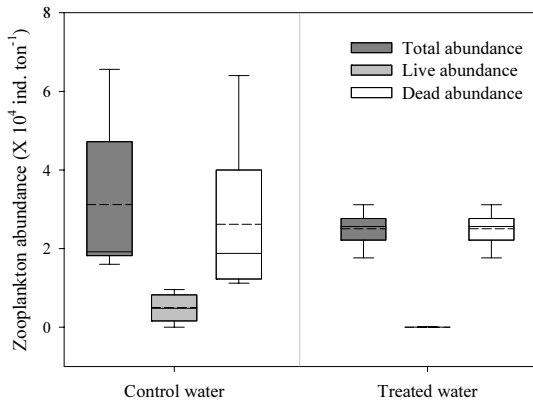 Zooplankton abundance (X 10⁴ ind. ton⁻¹)
8
6
4
2
0
Total abundance
Live abundance
Dead abundance
Control water
Treated water